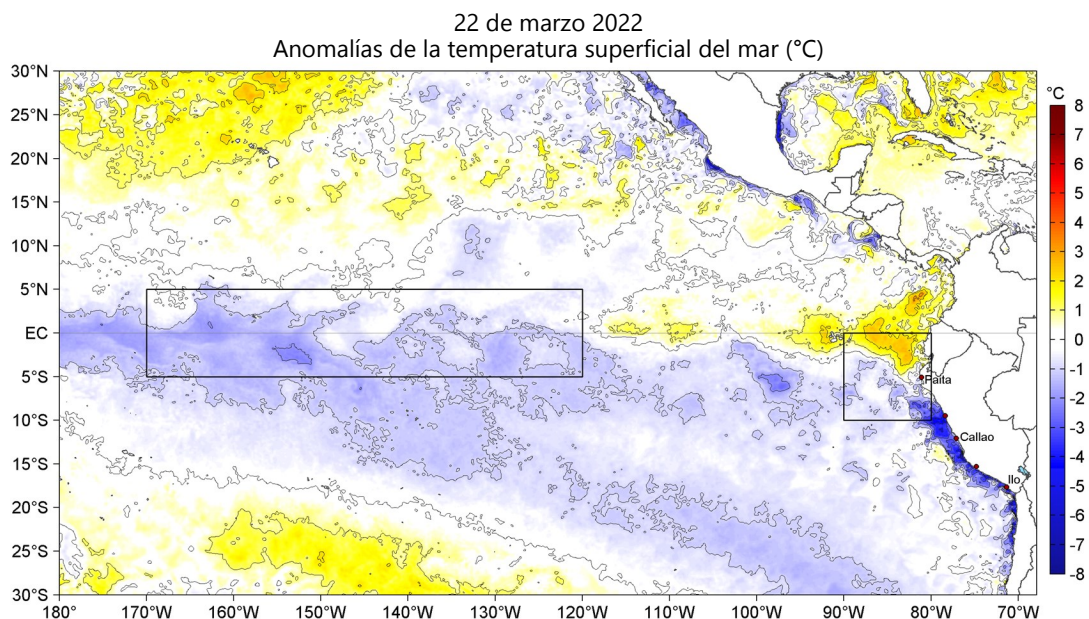 22 de marzo 2022
Anomalías de la temperatura superficial del mar (°C)
°C
30°N
25°N
20°N
15°N
10°N
5°N
EC
5°S
10°S
15°S
20°S
25°S
30°S
180
170°W
160°W
150°W
140°W
130°W
120°W
110°W
100°W
90°W
80°W
70°W
Paita
Callao
Ilo
8
7
6
5
4
3
2
1
0
-1
-2
-3
-4
-5
-6
-7
-8